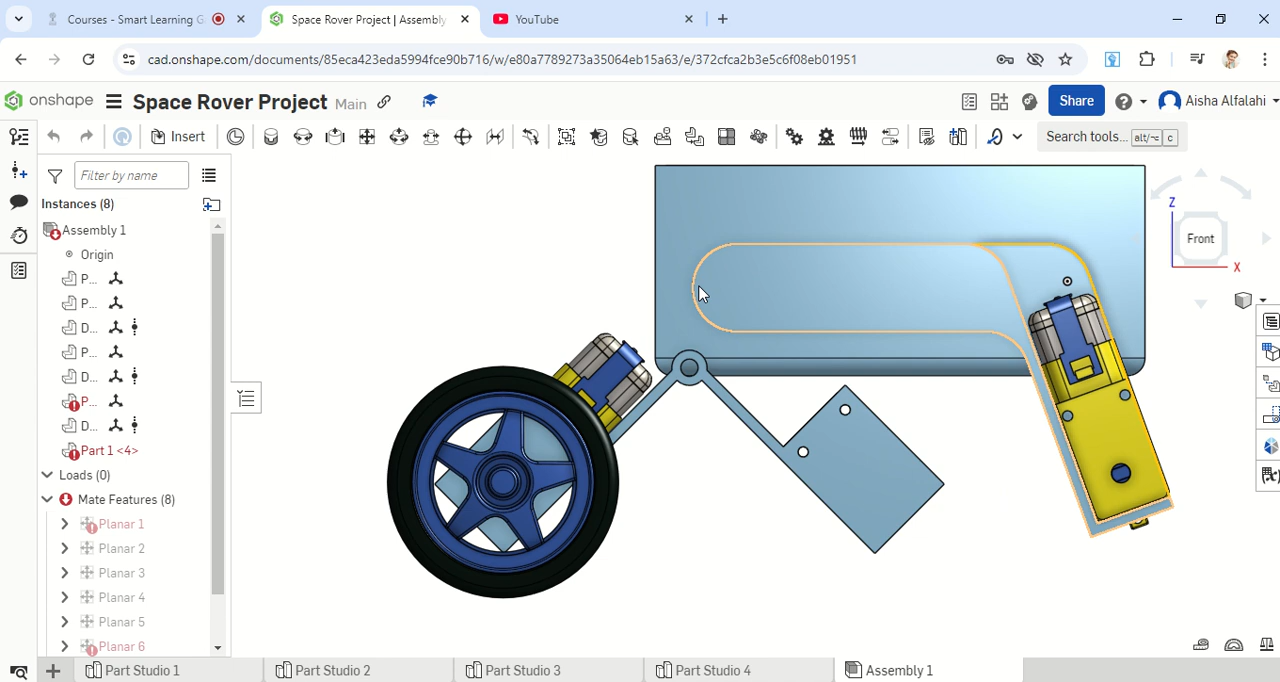 Courses - Smart Learning G
Space Rover Project | Assembly
YouTube
cad.onshape.com/documents/85eca423eda5994fce90b716/w/e80a7789273a35064eb15a63/e/372cfca2b3e5c6f08eb01951
onshape
Space Rover Project Main
Share
Aisha Alfalahi
Insert
Search tools... alt/⌥ c
Filter by name
Instances (8)
Assembly 1
Origin
P...
P...
D...
P...
D...
P...
D...
Part 1 <4>
Loads (0)
Mate Features (8)
Planar 1
Planar 2
Planar 3
Planar 4
Planar 5
Planar 6
Z
Front
X
Part Studio 1
Part Studio 2
Part Studio 3
Part Studio 4
Assembly 1